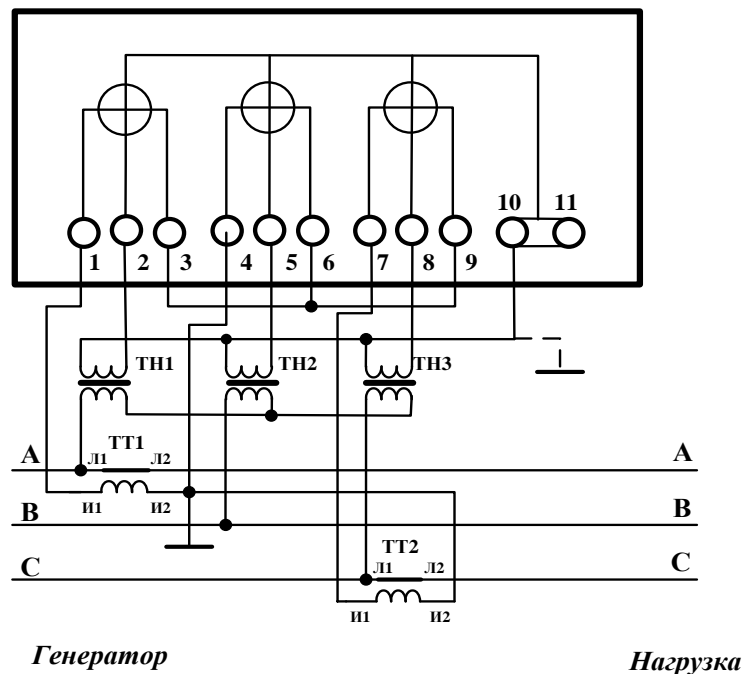 10 11
1 2 3 4 5 6 7 8 9
ТН1 ТН2 ТН3
ТТ1
А Л1 Л2 А
И1 И2
В В
ТТ2
С Л1 Л2 С
И1 И2
Генератор
Нагрузка